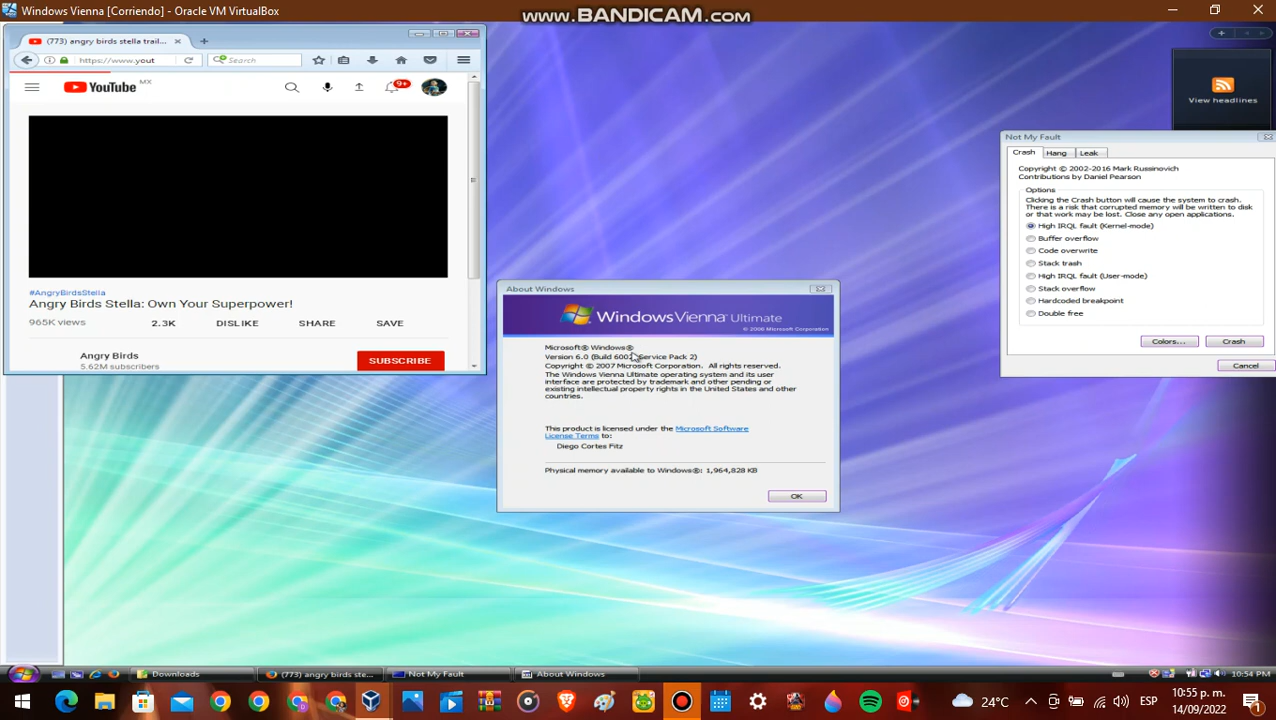 Windows Vienna [Corriendo] - Oracle VM VirtualBox
www.BANDICAM.com
(773) angry birds stella trail...
https://www.yout
Search
YouTube MX
9+
#AngryBirdsStella
Angry Birds Stella: Own Your Superpower!
965K views
2.3K
DISLIKE
SHARE
SAVE
Angry Birds
5.62M subscribers
SUBSCRIBE
View headlines
Not My Fault
Crash
Hang
Leak
Copyright © 2002-2016 Mark Russinovich
Contributions by Daniel Pearson
Options
Clicking the Crash button will cause the system to crash.
There is a risk that corrupted memory will be written to disk
or that work may be lost. Close any open applications.
High IRQL fault (Kernel-mode)
Buffer overflow
Code overwrite
Stack trash
High IRQL fault (User-mode)
Stack overflow
Hardcoded breakpoint
Double free
Colors...
Crash
Cancel
About Windows
Windows Vienna™ Ultimate
© 2006 Microsoft Corporation
Microsoft® Windows®
Version 6.0 (Build 600 Service Pack 2)
Copyright © 2007 Microsoft Corporation. All rights reserved.
The Windows Vienna Ultimate operating system and its user
interface are protected by trademark and other pending or
existing intellectual property rights in the United States and other
countries.
This product is licensed under the Microsoft Software
License Terms to:
Diego Cortes Fitz
Physical memory available to Windows®: 1,964,828 KB
OK
Downloads
(773) angry birds ste...
Not My Fault
About Windows
10:54 PM
24°C
ESP
10:55 p. m.
14/09/2022
1